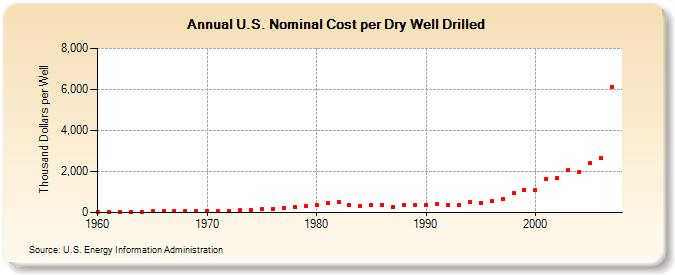 Annual U.S. Nominal Cost per Dry Well Drilled
Thousand Dollars per Well
8,000
6,000
4,000
2,000
0
1960 1970 1980 1990 2000
Source: U.S. Energy Information Administration